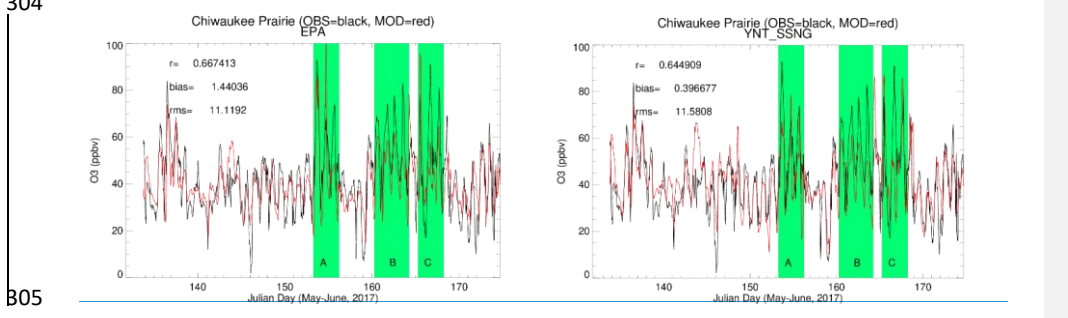 304
Chiwaukee Prairie (OBS=black, MOD=red)
EPA
r= 0.667413
bias= 1.44036
rms= 11.1192
O3 (ppbv)
100
80
60
40
20
0
A
B
C
140
150
160
170
Julian Day (May-June, 2017)
Chiwaukee Prairie (OBS=black, MOD=red)
YNT_SSNG
r= 0.644909
bias= 0.396677
rms= 11.5808
O3 (ppbv)
100
80
60
40
20
0
A
B
C
140
150
160
170
Julian Day (May-June, 2017)
305